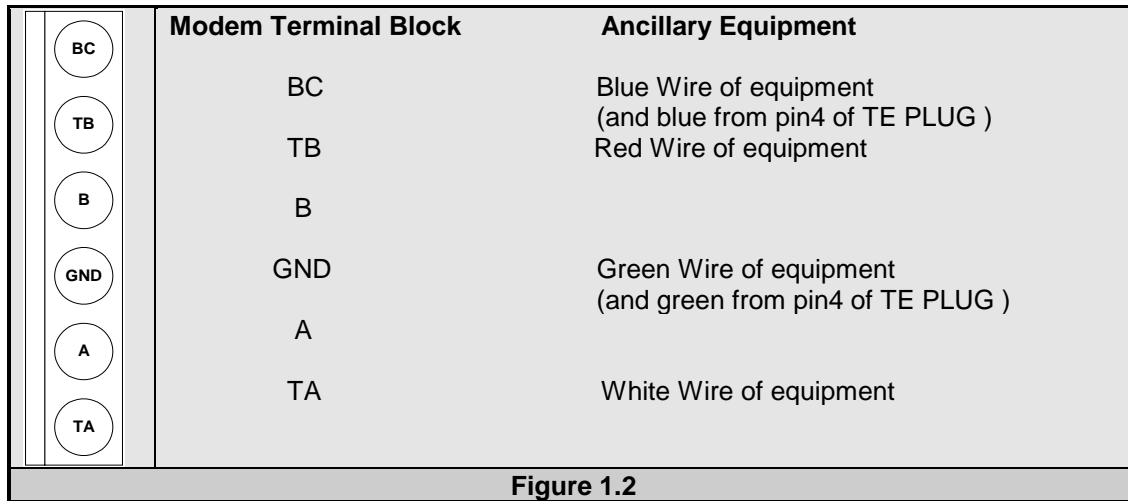 BC
TB
B
GND
A
TA
Modem Terminal Block Ancillary Equipment
BC Blue Wire of equipment
(and blue from pin4 of TE PLUG )
TB Red Wire of equipment
B
GND Green Wire of equipment
(and green from pin4 of TE PLUG )
A
TA White Wire of equipment
Figure 1.2